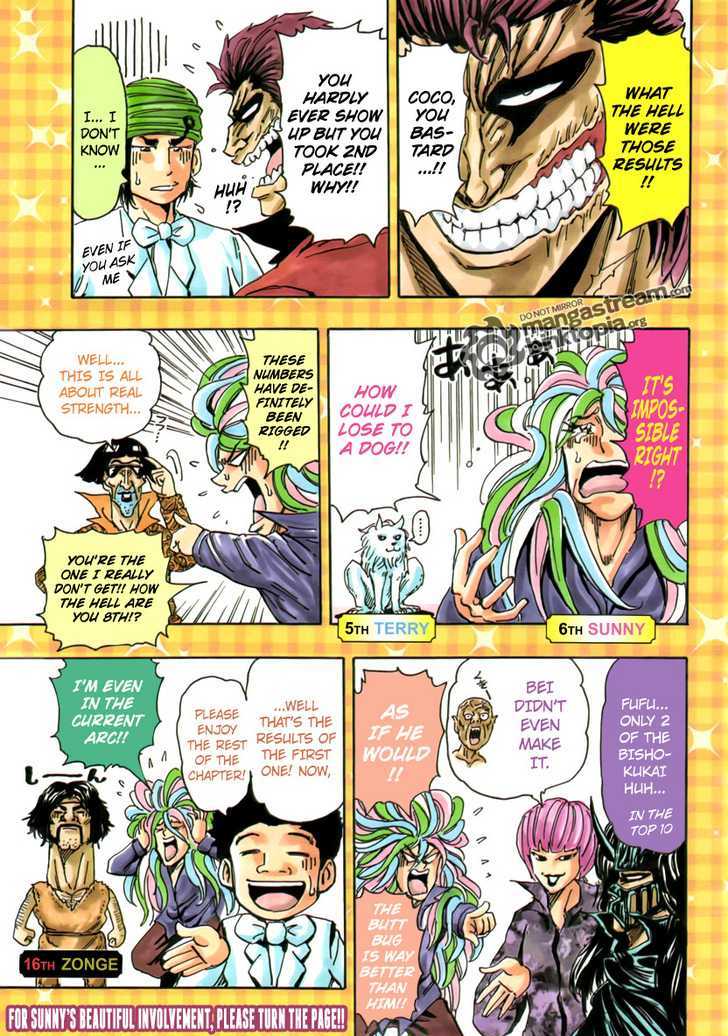 WHAT
THE HELL
WERE
THOSE
RESULTS
!!
COCO,
YOU
BAS-
TARD
...!!
YOU
HARDLY
EVER SHOW
UP BUT YOU
TOOK 2ND
PLACE!!
WHY!!
HUH
!?
I... I
DON'T
KNOW
...
EVEN IF
YOU ASK
ME
DO NOT MIRROR
mangastream.com
IT'S
IMPOS-
SIBLE
RIGHT
!?
HOW
COULD I
LOSE TO
A DOG!!
......
5TH TERRY
6TH SUNNY
THESE
NUMBERS
HAVE DE-
FINITELY
BEEN
RIGGED
!!
WELL...
THIS IS ALL
ABOUT REAL
STRENGTH...
YOU'RE THE
ONE I REALLY
DON'T GET!! HOW
THE HELL ARE
YOU 8TH!?
FUFU...
ONLY 2
OF THE
BISHO-
KUKAI
HUH...
IN THE
TOP 10
BEI
DIDN'T
EVEN
MAKE
IT.
AS
IF HE
WOULD
!!
THE
BUTT
BUG
IS WAY
BETTER
THAN
HIM!!
...WELL
THAT'S THE
RESULTS OF
THE FIRST
ONE! NOW,
PLEASE
ENJOY
THE REST
OF THE
CHAPTER!
I'M EVEN
IN THE
CURRENT
ARC!!
しーん
16TH ZONGE
FOR SUNNY'S BEAUTIFUL INVOLVEMENT, PLEASE TURN THE PAGE!!